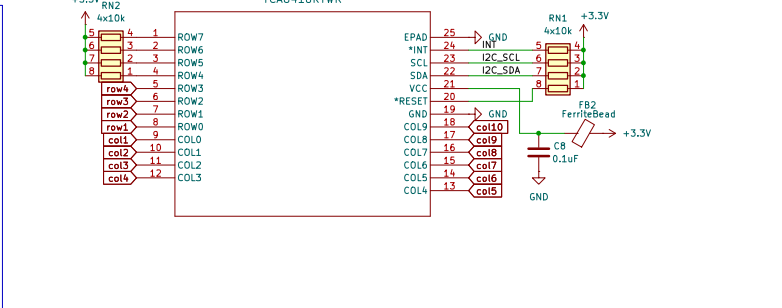 RN2
4x10k
5 4 1 ROW7
6 3 2 ROW6
7 2 3 ROW5
8 1 4 ROW4
row4 5 ROW3
row3 6 ROW2
row2 7 ROW1
row1 8 ROW0
col1 9 COL0
col2 10 COL1
col3 11 COL2
col4 12 COL3
EPAD 25 GND
*INT 24 INT
SCL 23 I2C_SCL
SDA 22 I2C_SDA
VCC 21
*RESET 20
GND 19 GND
COL9 18 col10
COL8 17 col9
COL7 16 col8
COL6 15 col7
COL5 14 col6
COL4 13 col5
RN1
4x10k
+3.3V
5 4
6 3
7 2
8 1
FB2
FerriteBead
+3.3V
C8
0.1uF
GND